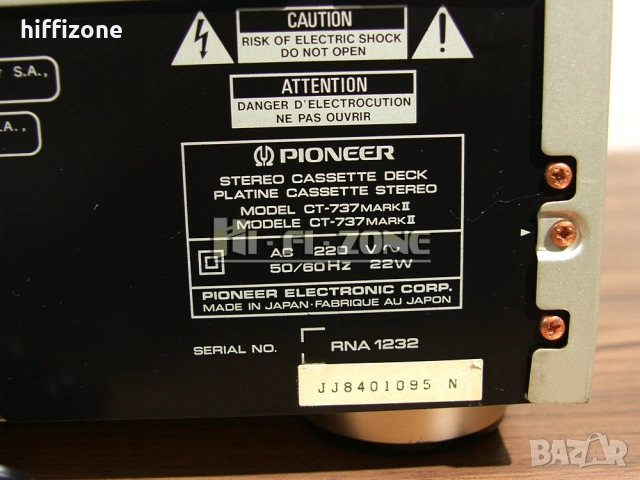 hiffizone
CAUTION
RISK OF ELECTRIC SHOCK
DO NOT OPEN
S.A.,
ATTENTION
DANGER D'ELECTROCUTION
NE PAS OUVRIR
.A.,
PIONEER
STEREO CASSETTE DECK
PLATINE CASSETTE STEREO
MODEL CT-737MARKII
MODELE CT-737MARKII
HI-FI-ZONE
AC 220 V~
50/60Hz 22W
PIONEER ELECTRONIC CORP.
MADE IN JAPAN·FABRIQUE AU JAPON
SERIAL NO. RNA1232
JJ8401095 N
BAZAR
bg